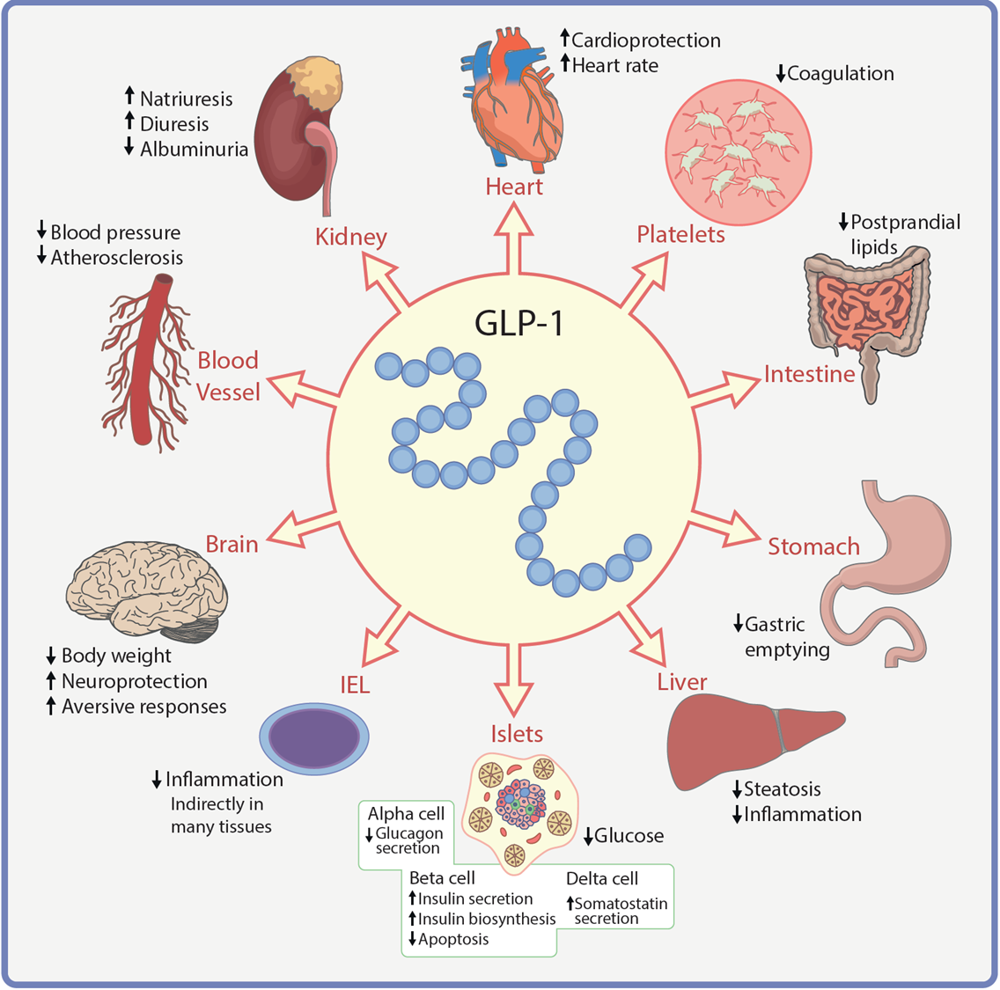 GLP-1
Heart
↑Cardioprotection
↑Heart rate
Platelets
↓Coagulation
Intestine
↓Postprandial
lipids
Stomach
↓Gastric
emptying
Liver
↓Steatosis
↓Inflammation
Islets
↓Glucose
Alpha cell
↓Glucagon
secretion
Beta cell
↑Insulin secretion
↑Insulin biosynthesis
↓Apoptosis
Delta cell
↑Somatostatin
secretion
IEL
↓Inflammation
Indirectly in
many tissues
Brain
↓ Body weight
↑ Neuroprotection
↑ Aversive responses
Blood
Vessel
↓Blood pressure
↓Atherosclerosis
Kidney
↑ Natriuresis
↑ Diuresis
↓ Albuminuria